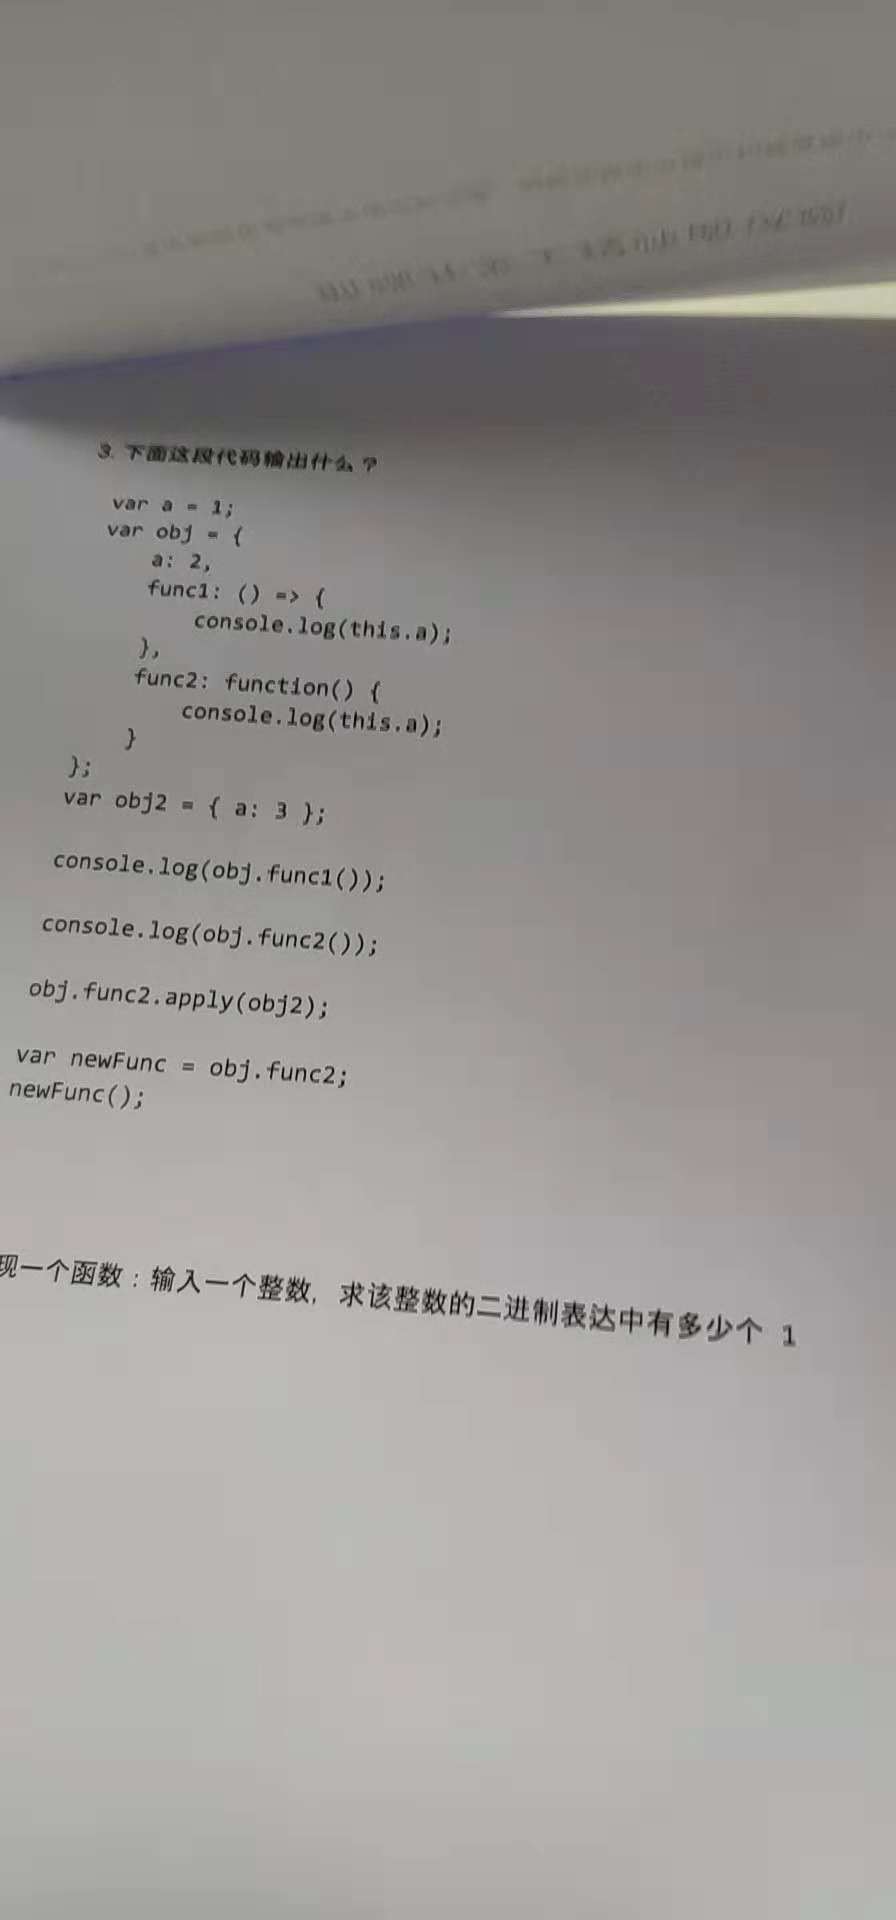 3. 下面这段代码输出什么？
var a = 1;
var obj = {
a: 2,
func1: () => {
console.log(this.a);
},
func2: function() {
console.log(this.a);
}
};
var obj2 = { a: 3 };
console.log(obj.func1());
console.log(obj.func2());
obj.func2.apply(obj2);
var newFunc = obj.func2;
newFunc();
现一个函数：输入一个整数，求该整数的二进制表达中有多少个 1